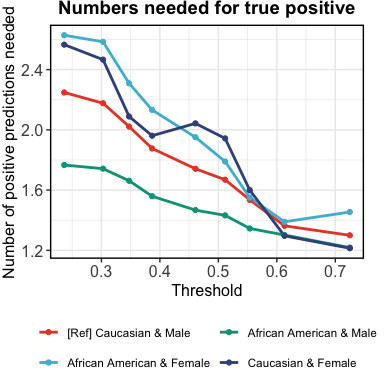 Numbers needed for true positive
Number of positive predictions needed
2.4
2.0
1.6
1.2
0.3 0.4 0.5 0.6 0.7
Threshold
[Ref] Caucasian & Male African American & Male
African American & Female Caucasian & Female